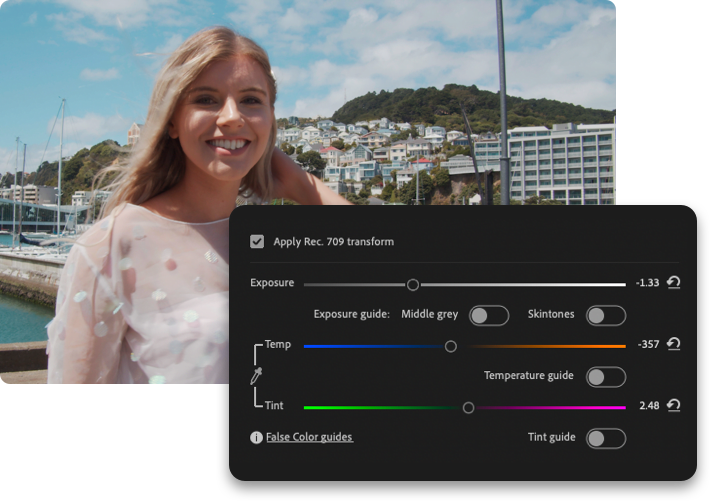 Apply Rec. 709 transform
Exposure -1.33
Exposure guide: Middle grey Skintones
Temp -357
Temperature guide
Tint 2.48
i False Color guides Tint guide